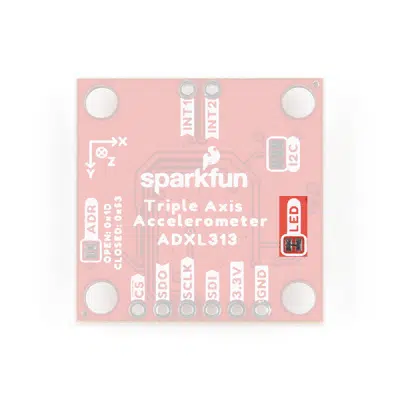 INT1
INT2
X
Y
Z
I2C
sparkfun
Triple Axis
Accelerometer
ADXL313
ADR
OPEN: 0x1D
CLOSED: 0x53
LED
CS
SDO
SCLK
SDI
3.3V
GND